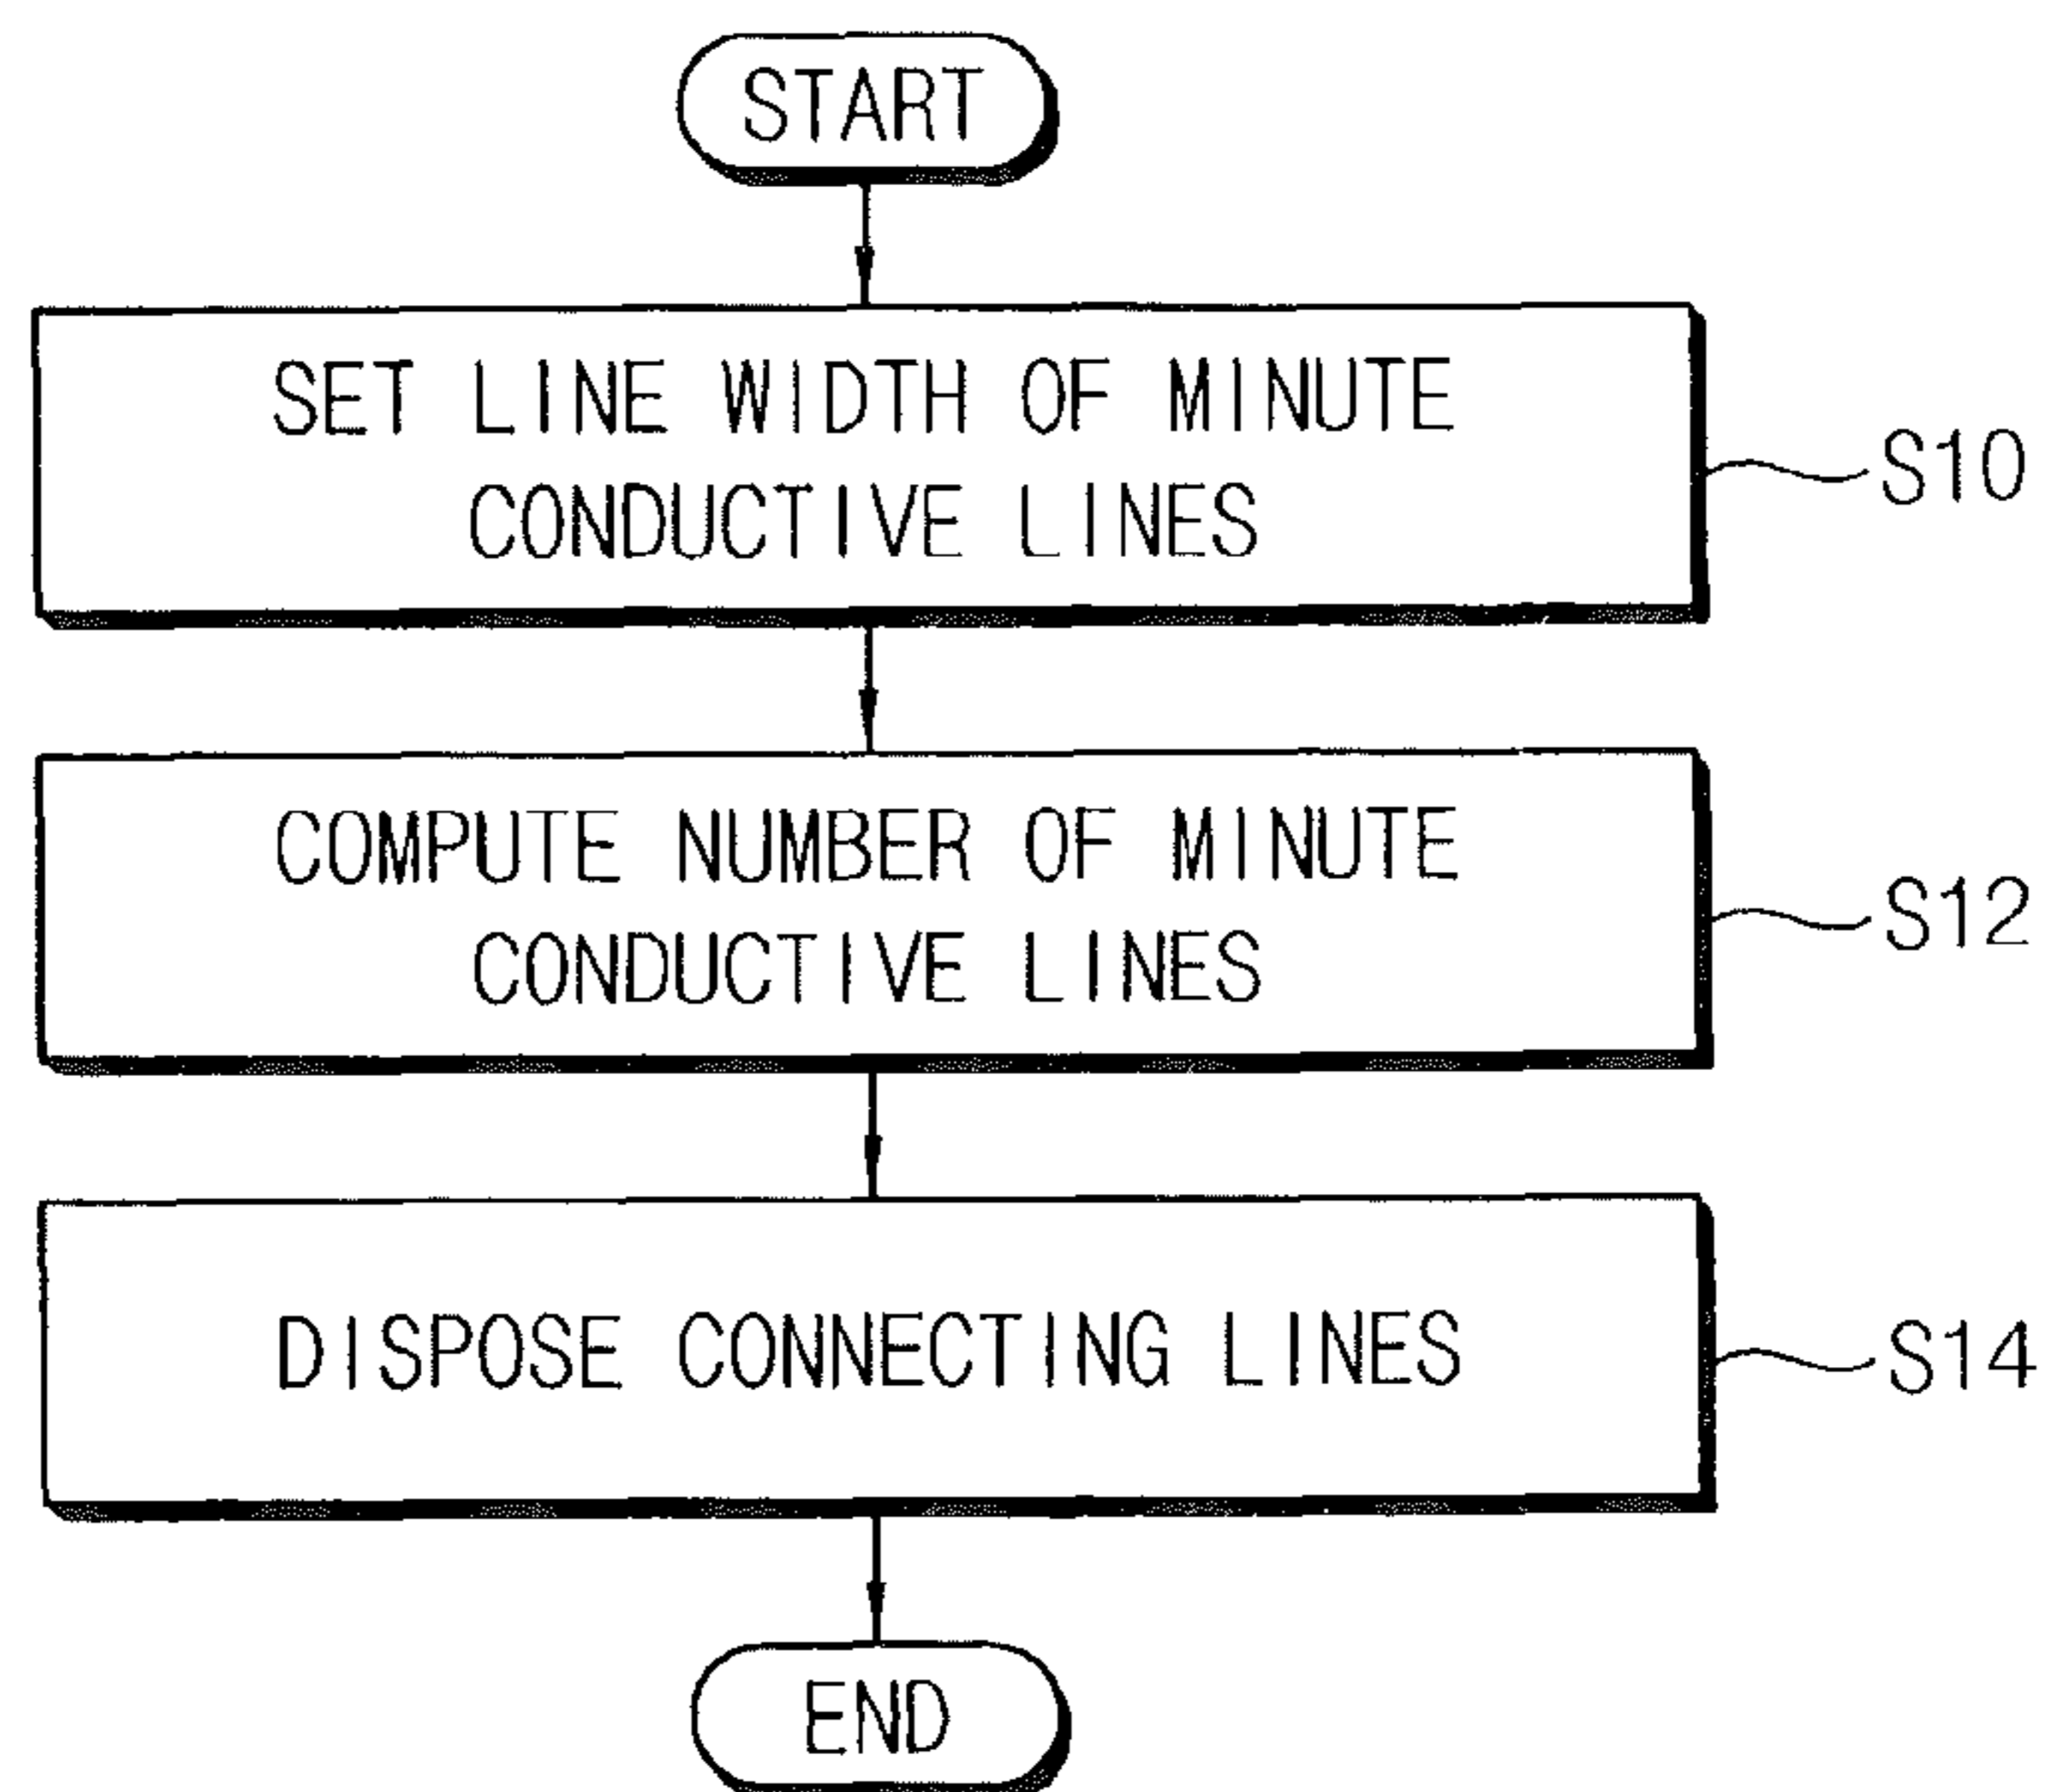 START
SET LINE WIDTH OF MINUTE
CONDUCTIVE LINES
S10
COMPUTE NUMBER OF MINUTE
CONDUCTIVE LINES
S12
DISPOSE CONNECTING LINES
S14
END